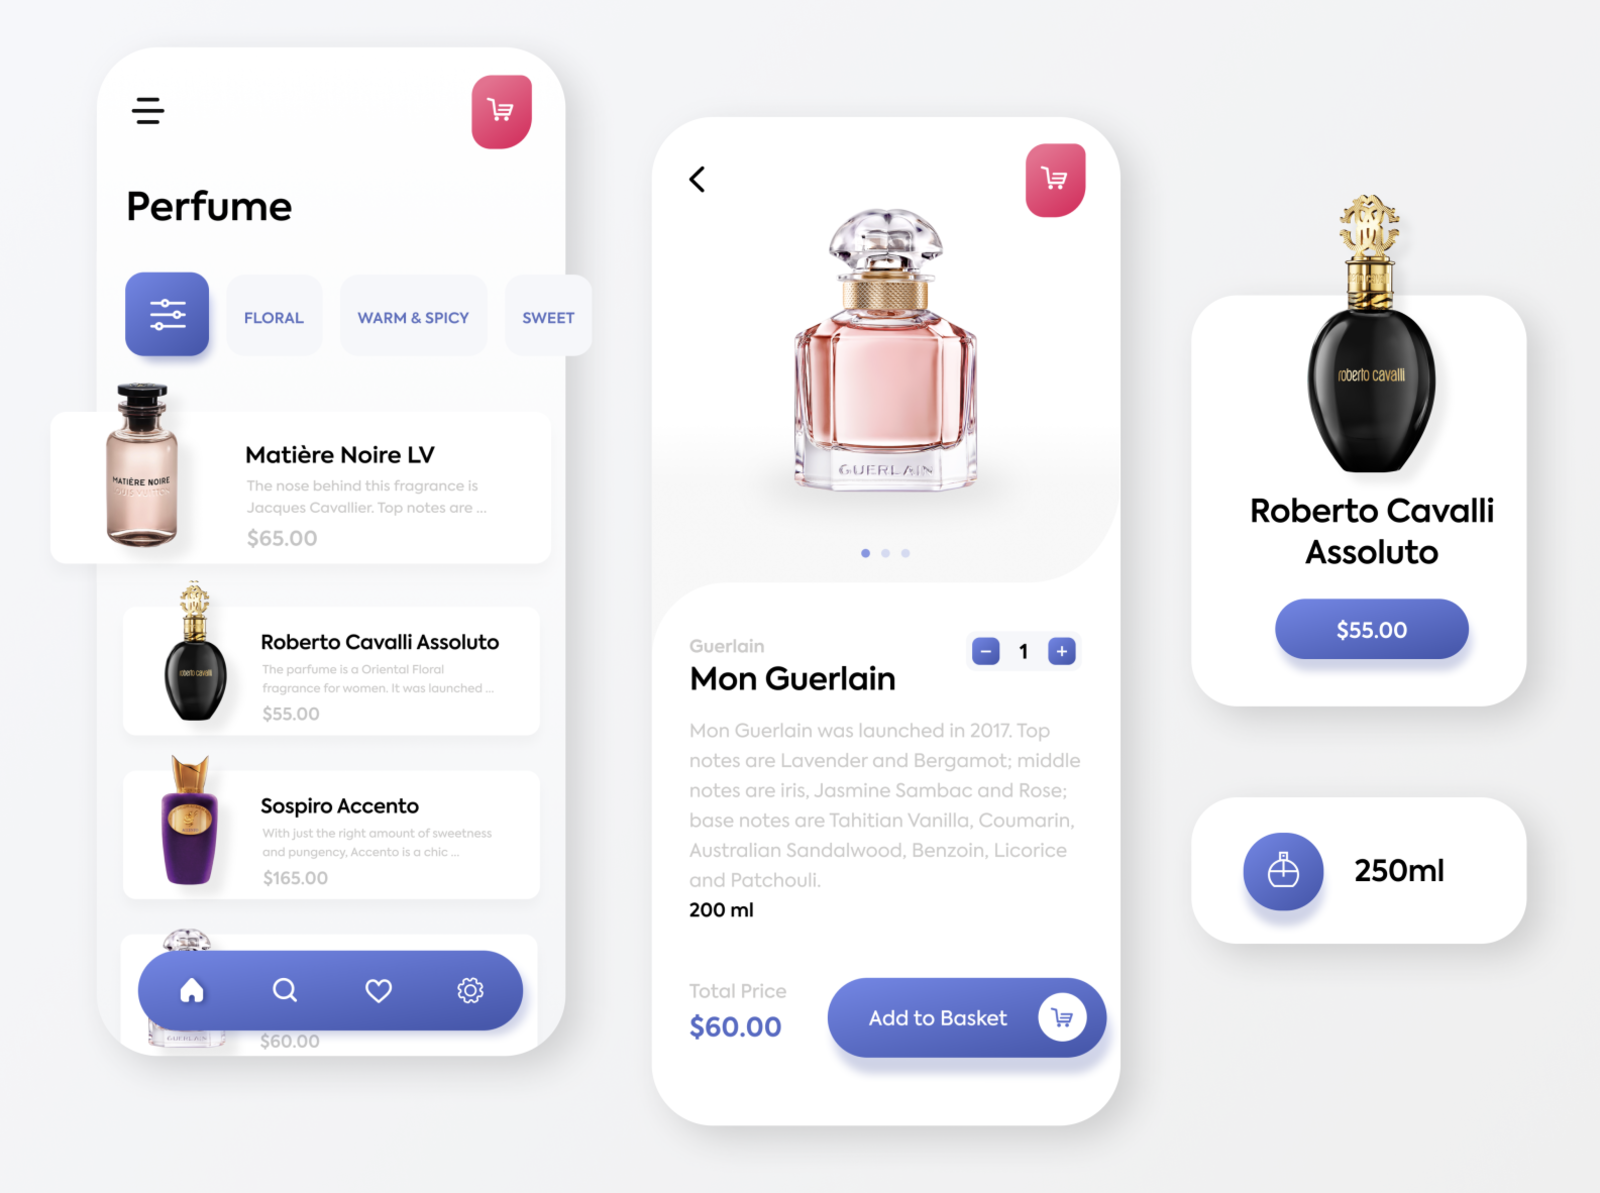 Perfume
FLORAL
WARM & SPICY
SWEET
MATIÈRE NOIRE
LOUIS VUITTON
Matière Noire LV
The nose behind this fragrance is
Jacques Cavallier. Top notes are ...
$65.00
roberto cavalli
Roberto Cavalli Assoluto
The parfume is a Oriental Floral
fragrance for women. It was launched ...
$55.00
Sospiro Accento
With just the right amount of sweetness
and pungency, Accento is a chic ...
$165.00
GUERLAIN
$60.00
GUERLAIN
Guerlain
Mon Guerlain
1
Mon Guerlain was launched in 2017. Top
notes are Lavender and Bergamot; middle
notes are iris, Jasmine Sambac and Rose;
base notes are Tahitian Vanilla, Coumarin,
Australian Sandalwood, Benzoin, Licorice
and Patchouli.
200 ml
Total Price
$60.00
Add to Basket
roberto cavalli
Roberto Cavalli
Assoluto
$55.00
250ml